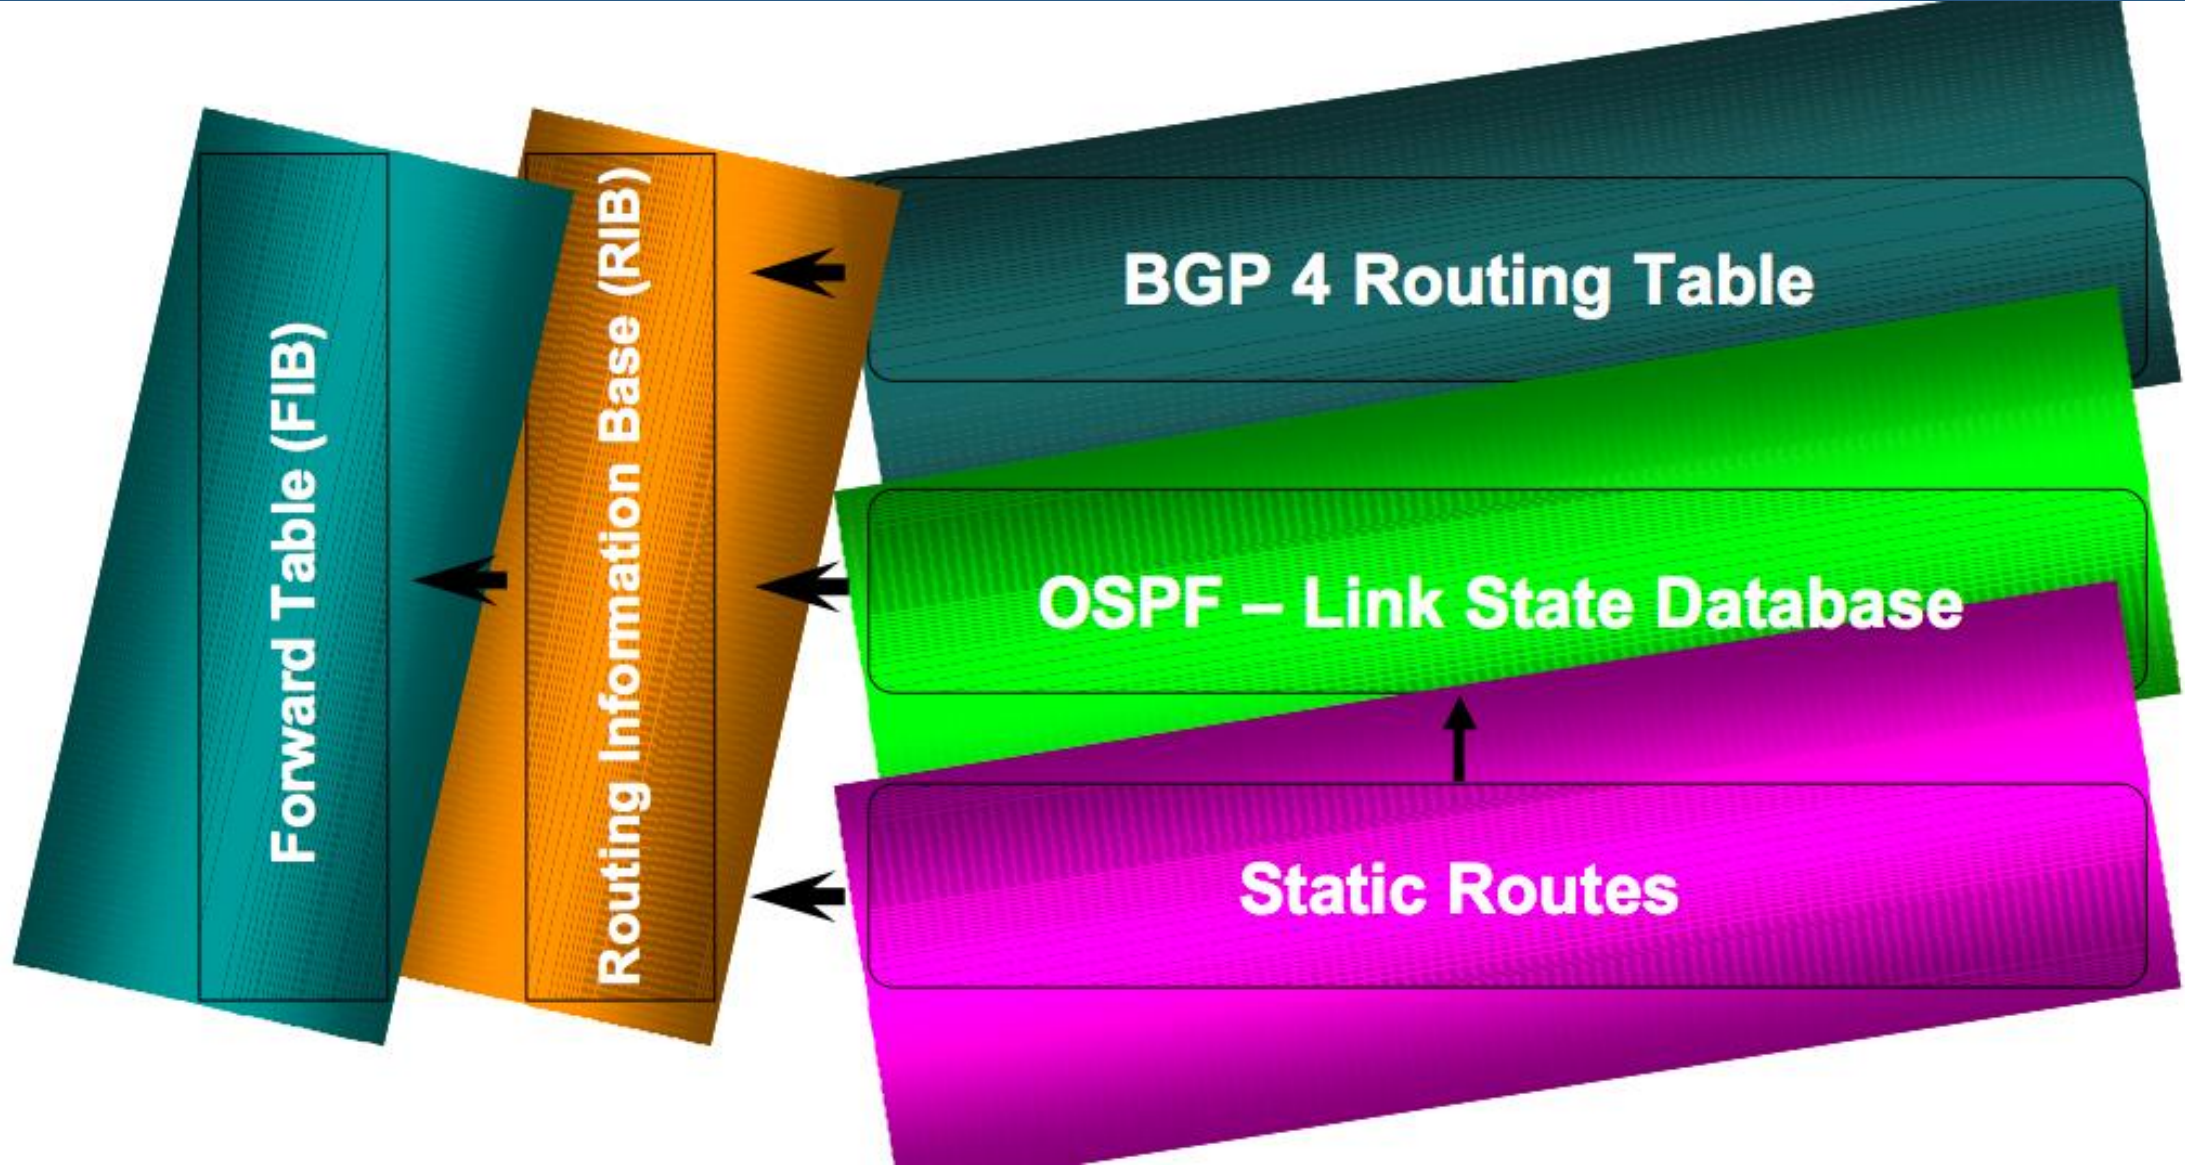 Forward Table (FIB)
Routing Information Base (RIB)
BGP 4 Routing Table
OSPF – Link State Database
Static Routes